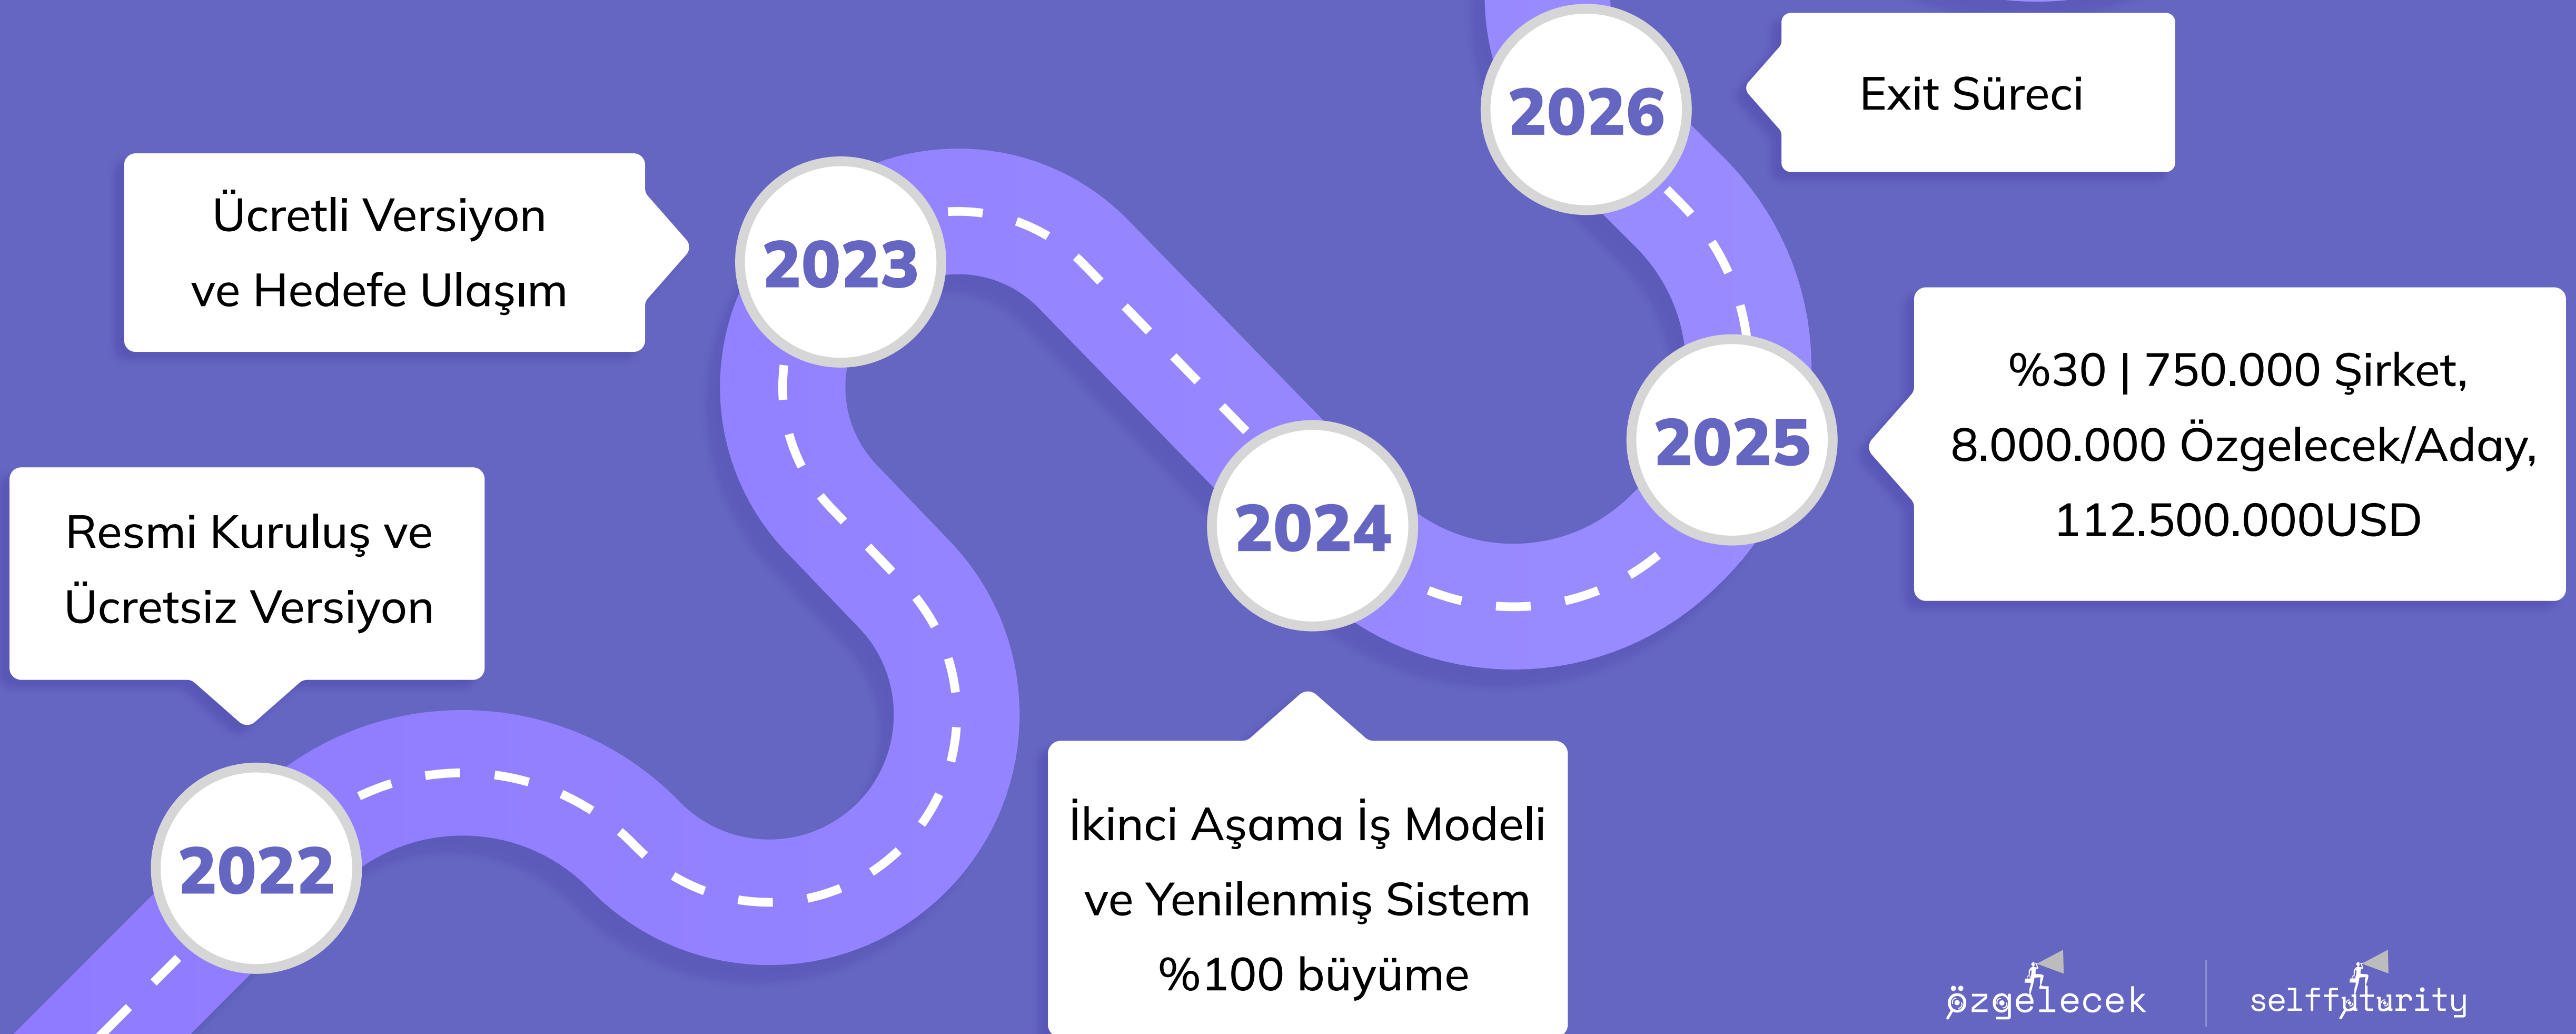 2022
Resmi Kuruluş ve
Ücretsiz Versiyon
2023
Ücretli Versiyon
ve Hedefe Ulaşım
2024
İkinci Aşama İş Modeli
ve Yenilenmiş Sistem
%100 büyüme
2025
%30 | 750.000 Şirket,
8.000.000 Özgelecek/Aday,
112.500.000USD
2026
Exit Süreci
özgelecek
selffuturity